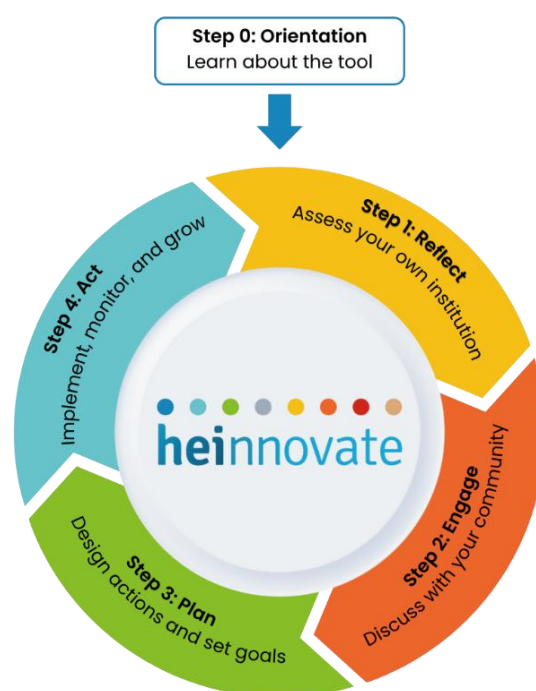 Step 0: Orientation
Learn about the tool
Step 1: Reflect
Assess your own institution
Step 2: Engage
Discuss with your community
Step 3: Plan
Design actions and set goals
Step 4: Act
Implement, monitor, and grow
heinnovate